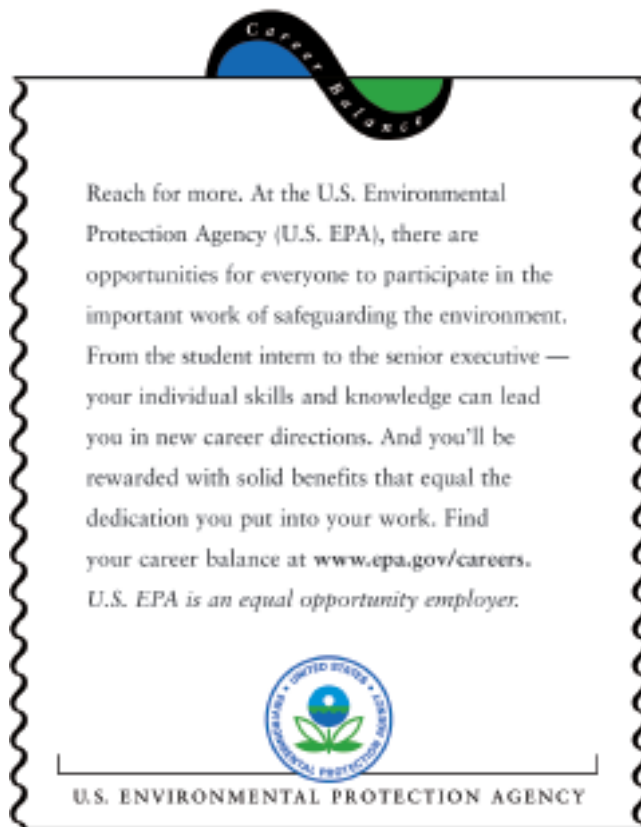 Career Balance
Reach for more. At the U.S. Environmental
Protection Agency (U.S. EPA), there are
opportunities for everyone to participate in the
important work of safeguarding the environment.
From the student intern to the senior executive —
your individual skills and knowledge can lead
you in new career directions. And you'll be
rewarded with solid benefits that equal the
dedication you put into your work. Find
your career balance at www.epa.gov/careers.
U.S. EPA is an equal opportunity employer.
UNITED STATES
ENVIRONMENTAL PROTECTION AGENCY
U.S. ENVIRONMENTAL PROTECTION AGENCY